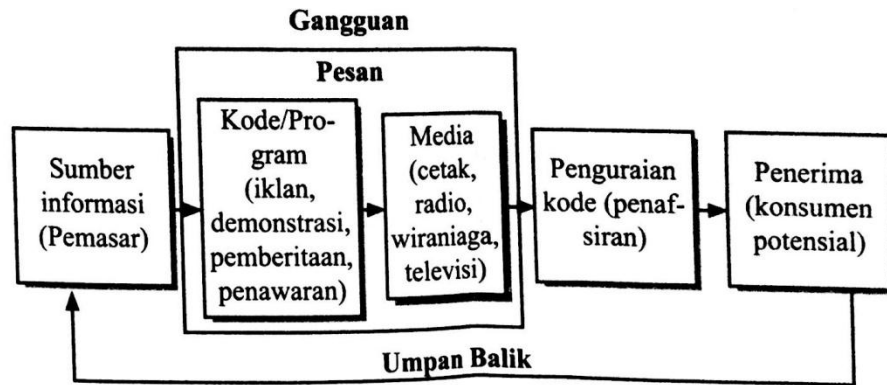 Gangguan
Pesan
Sumber
informasi
(Pemasar)
Kode/Pro-
gram
(iklan,
demonstrasi,
pemberitaan,
penawaran)
Media
(cetak,
radio,
wiraniaga,
televisi)
Penguraian
kode (penaf-
siran)
Penerima
(konsumen
potensial)
Umpan Balik